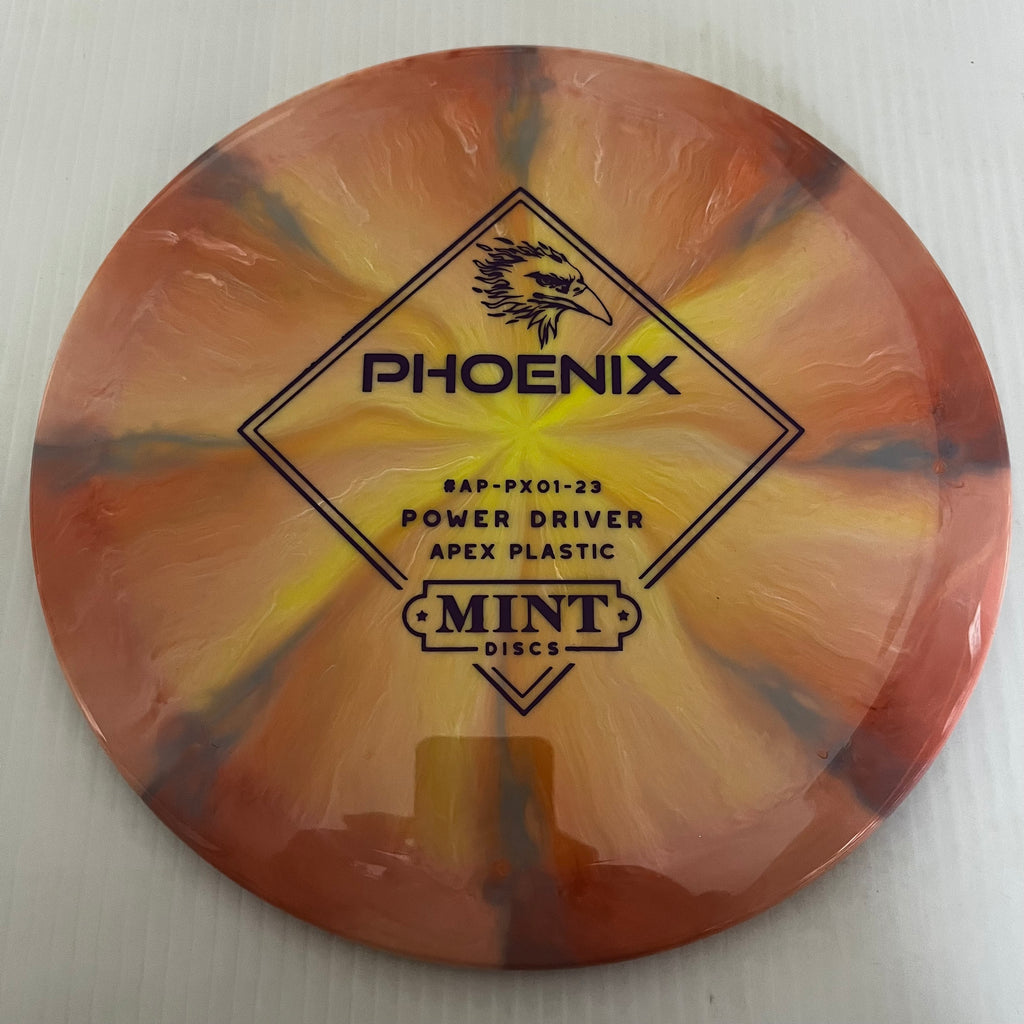 PHOENIX
#AP-PX01-23
POWER DRIVER
APEX PLASTIC
MINT
DISCS